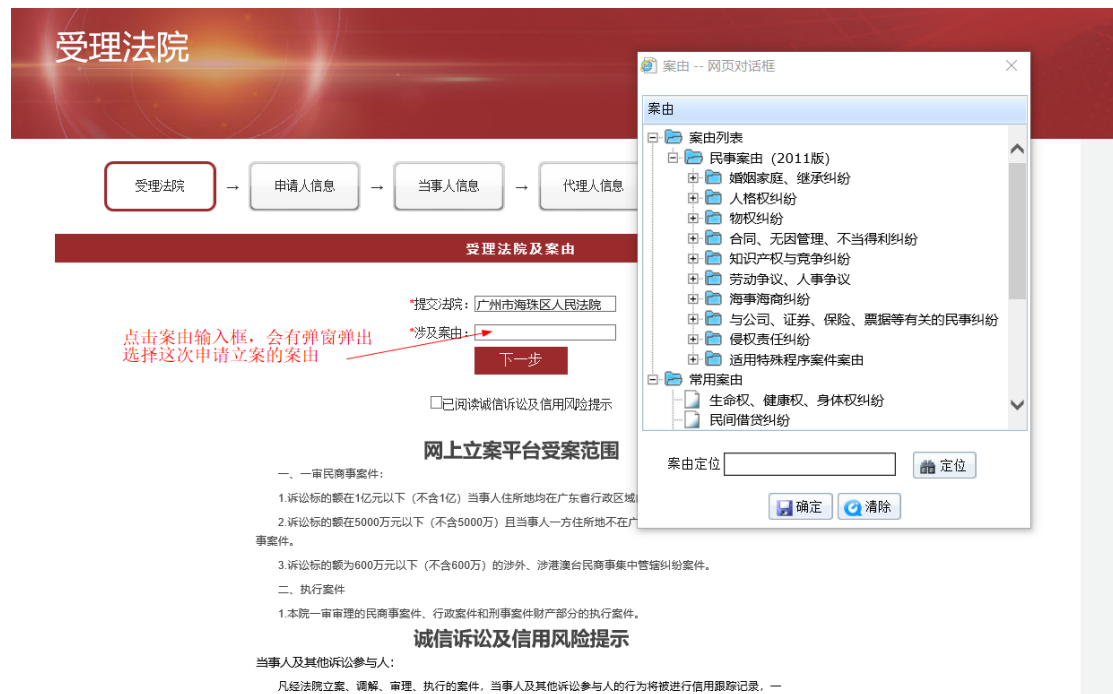 受理法院
案由 -- 网页对话框
案由
案由列表
民事案由 (2011版)
婚姻家庭、继承纠纷
人格权纠纷
物权纠纷
合同、无因管理、不当得利纠纷
知识产权与竞争纠纷
劳动争议、人事争议
海事海商纠纷
与公司、证券、保险、票据等有关的民事纠纷
侵权责任纠纷
适用特殊程序案件案由
常用案由
生命权、健康权、身体权纠纷
民间借贷纠纷
案由定位
定位
确定
清除
受理法院 → 申请人信息 → 当事人信息 → 代理人信息
受理法院及案由
*提交法院: 广州市海珠区人民法院
*涉及案由:
点击案由输入框，会有弹窗弹出
选择这次申请立案的案由
下一步
已阅读诚信诉讼及信用风险提示
网上立案平台受案范围
一、一审民商事案件:
1.诉讼标的额在1亿元以下（不含1亿）当事人住所地均在广东省行政区域
2.诉讼标的额在5000万元以下（不含5000万）且当事人一方住所地不在广
事案件。
3.诉讼标的额为600万元以下（不含600万）的涉外、涉港澳台民商事集中管辖纠纷案件。
二、执行案件
1.本院一审审理的民商事案件、行政案件和刑事案件财产部分的执行案件。
诚信诉讼及信用风险提示
当事人及其他诉讼参与人:
凡经法院立案、调解、审理、执行的案件，当事人及其他诉讼参与人的行为将被进行信用跟踪记录，一